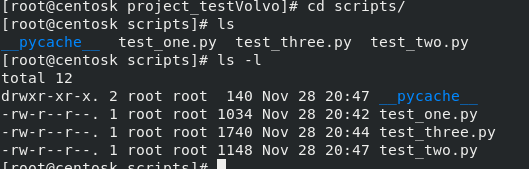 [root@centosk project_testVolvo]# cd scripts/
[root@centosk scripts]# ls
__pycache__  test_one.py  test_three.py  test_two.py
[root@centosk scripts]# ls -l
total 12
drwxr-xr-x. 2 root root  140 Nov 28 20:47 __pycache__
-rw-r--r--. 1 root root 1034 Nov 28 20:42 test_one.py
-rw-r--r--. 1 root root 1740 Nov 28 20:44 test_three.py
-rw-r--r--. 1 root root 1148 Nov 28 20:47 test_two.py
[root@centosk scripts]#